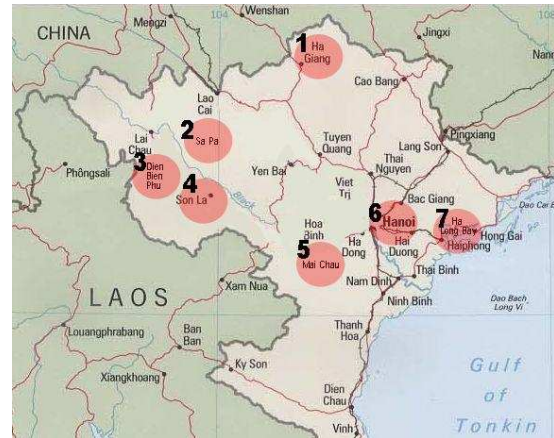 Mengzi
104
Wenshan
CHINA
1
Ha
Giang
Jingxi
Cao Bang
Lao
Cai
2
Sa Pa
Lai
Chau
Pingxiang
Lang Son
Tuyen
Quang
Thai
Nguyen
3
Dien
Bien
Phu
Phôngsali
Yen Bai
4
Son La
Black
Viet
Tri
Bac Giang
6
Hanoi
7
Ha
Long Bay
Hong Gai
Haiphong
Hoa
Binh
Ha
Dong
Hai
Duong
5
Mai Chau
Thai Binh
Nam Dinh
Ninh Binh
Xam Nua
LAOS
Dao Bach
Long Vi
Louangphrabang
Ban
Ban
Thanh
Hoa
Ky Son
Xiangkhoang
Gulf
of
Tonkin
Dien
Chau
Vinh